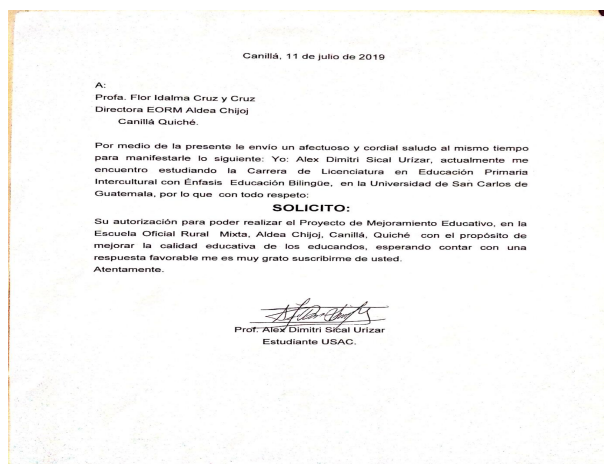 Canillá, 11 de julio de 2019
A:
Profa. Flor Idalma Cruz y Cruz
Directora EORM Aldea Chijoj
Canillá Quiché.
Por medio de la presente le envío un afectuoso y cordial saludo al mismo tiempo
para manifestarle lo siguiente: Yo: Alex Dimitri Sical Urízar, actualmente me
encuentro estudiando la Carrera de Licenciatura en Educación Primaria
Intercultural con Énfasis Educación Bilingüe, en la Universidad de San Carlos de
Guatemala, por lo que con todo respeto:
SOLICITO:
Su autorización para poder realizar el Proyecto de Mejoramiento Educativo, en la
Escuela Oficial Rural Mixta, Aldea Chijoj, Canillá, Quiché con el propósito de
mejorar la calidad educativa de los educandos, esperando contar con una
respuesta favorable me es muy grato suscribirme de usted.
Atentamente.
Prof. Alex Dimitri Sical Urízar
Estudiante USAC.